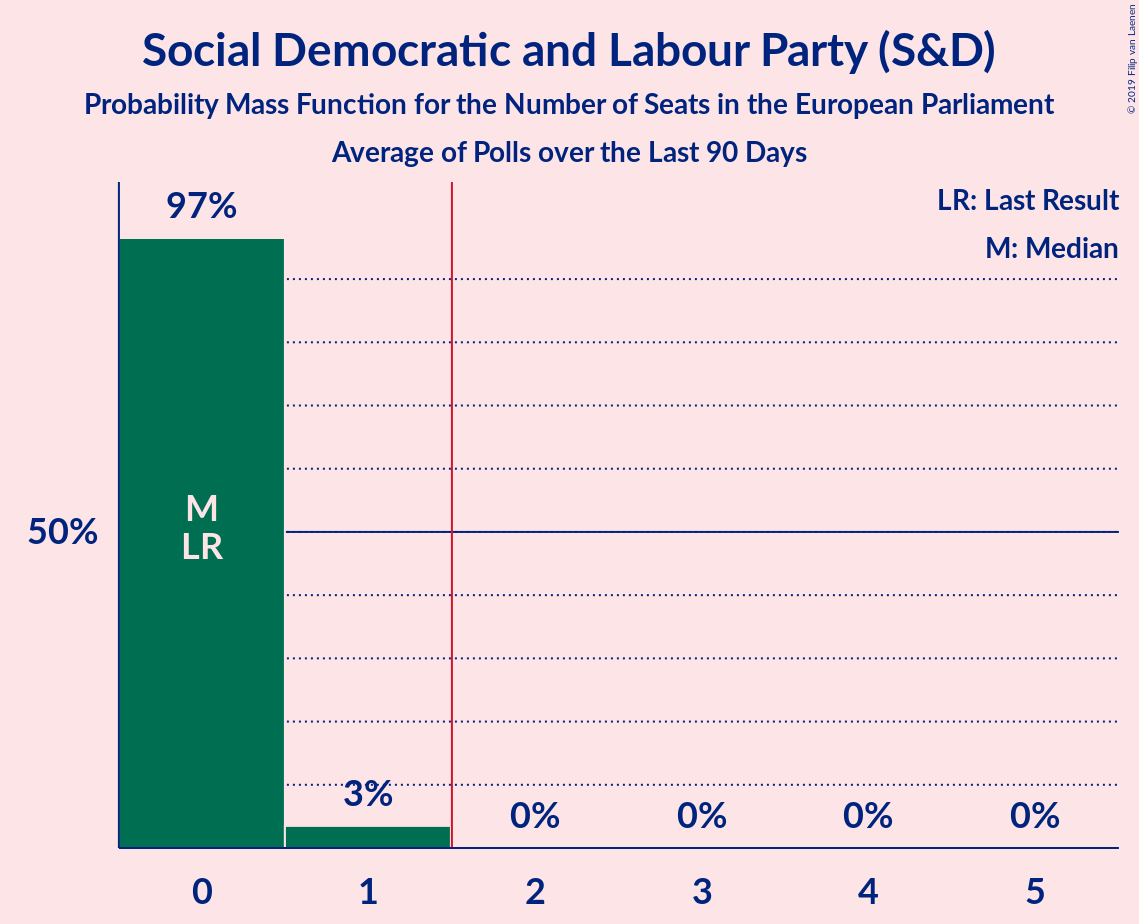 Social Democratic and Labour Party (S&D)
Probability Mass Function for the Number of Seats in the European Parliament
Average of Polls over the Last 90 Days
© 2019 Filip van Laenen
LR: Last Result
M: Median
97%
M
LR
50%
3%
0%
0%
0%
0%
0
1
2
3
4
5